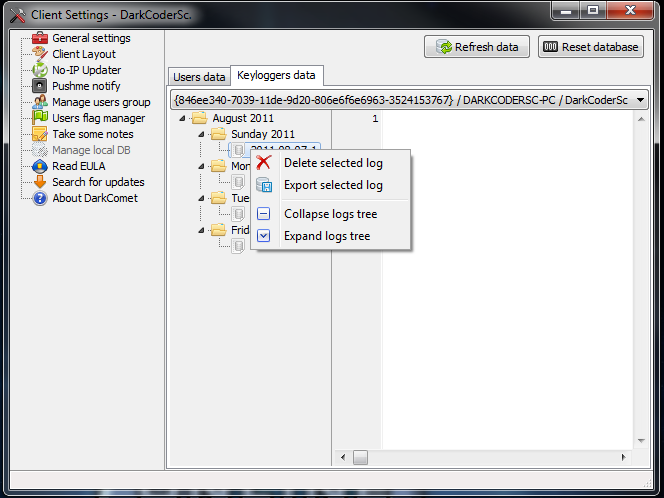 Client Settings - DarkCoderSc.
General settings
Client Layout
No-IP Updater
Pushme notify
Manage users group
Users flag manager
Take some notes
Manage local DB
Read EULA
Search for updates
About DarkComet
Refresh data
Reset database
Users data
Keyloggers data
{846ee340-7039-11de-9d20-806e6f6e6963-3524153767} / DARKCODERSC-PC / DarkCoderSc
August 2011
Sunday 2011
2011-08-07-1
Mon
Tue
Frid
1
Delete selected log
Export selected log
Collapse logs tree
Expand logs tree